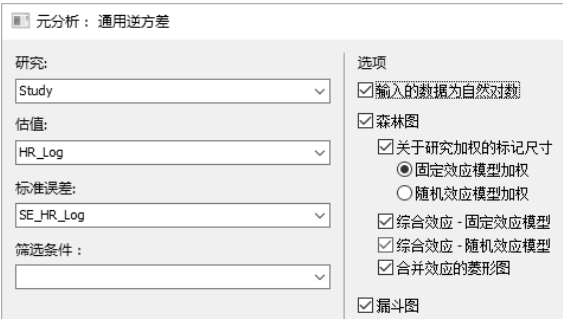 元分析： 通用逆方差
研究:
Study
估值:
HR_Log
标准误差:
SE_HR_Log
筛选条件：
选项
输入的数据为自然对数
森林图
关于研究加权的标记尺寸
固定效应模型加权
随机效应模型加权
综合效应 - 固定效应模型
综合效应 - 随机效应模型
合并效应的菱形图
漏斗图